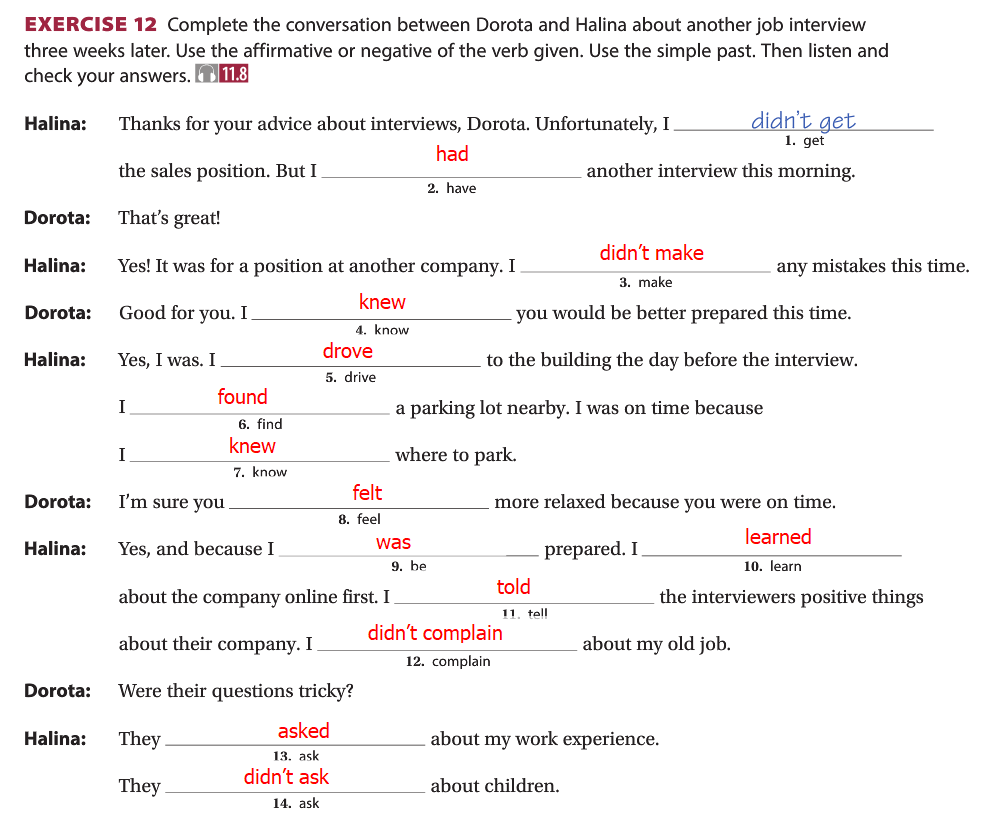 EXERCISE 12 Complete the conversation between Dorota and Halina about another job interview
three weeks later. Use the affirmative or negative of the verb given. Use the simple past. Then listen and
check your answers. 11.8
Halina: Thanks for your advice about interviews, Dorota. Unfortunately, I didn't get
1. get
the sales position. But I had another interview this morning.
2. have
Dorota: That's great!
Halina: Yes! It was for a position at another company. I didn't make any mistakes this time.
3. make
Dorota: Good for you. I knew you would be better prepared this time.
4. know
Halina: Yes, I was. I drove to the building the day before the interview.
5. drive
I found a parking lot nearby. I was on time because
6. find
I knew where to park.
7. know
Dorota: I'm sure you felt more relaxed because you were on time.
8. feel
Halina: Yes, and because I was prepared. I learned
9. be 10. learn
about the company online first. I told the interviewers positive things
11. tell
about their company. I didn't complain about my old job.
12. complain
Dorota: Were their questions tricky?
Halina: They asked about my work experience.
13. ask
They didn't ask about children.
14. ask